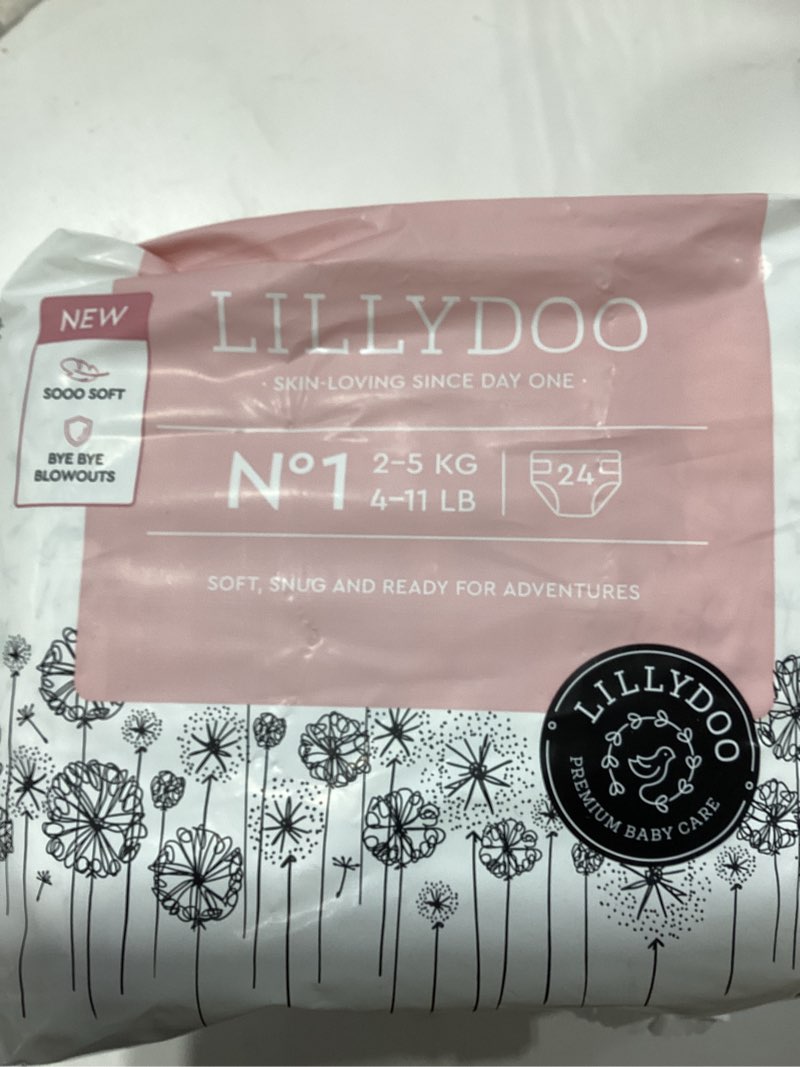 NEW
SOOO SOFT
BYE BYE
BLOWOUTS
LILLYDOO
· SKIN-LOVING SINCE DAY ONE ·
Nº1
2–5 KG
4–11 LB
24
SOFT, SNUG AND READY FOR ADVENTURES
LILLYDOO
PREMIUM BABY CARE